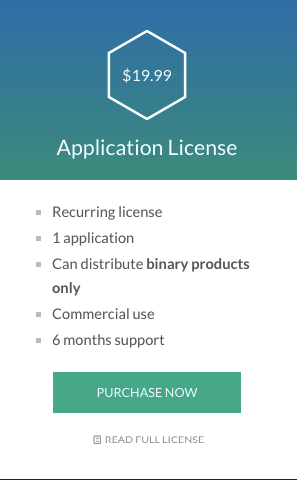 $19.99
Application License
Recurring license
1 application
Can distribute binary products
only
Commercial use
6 months support
PURCHASE NOW
READ FULL LICENSE